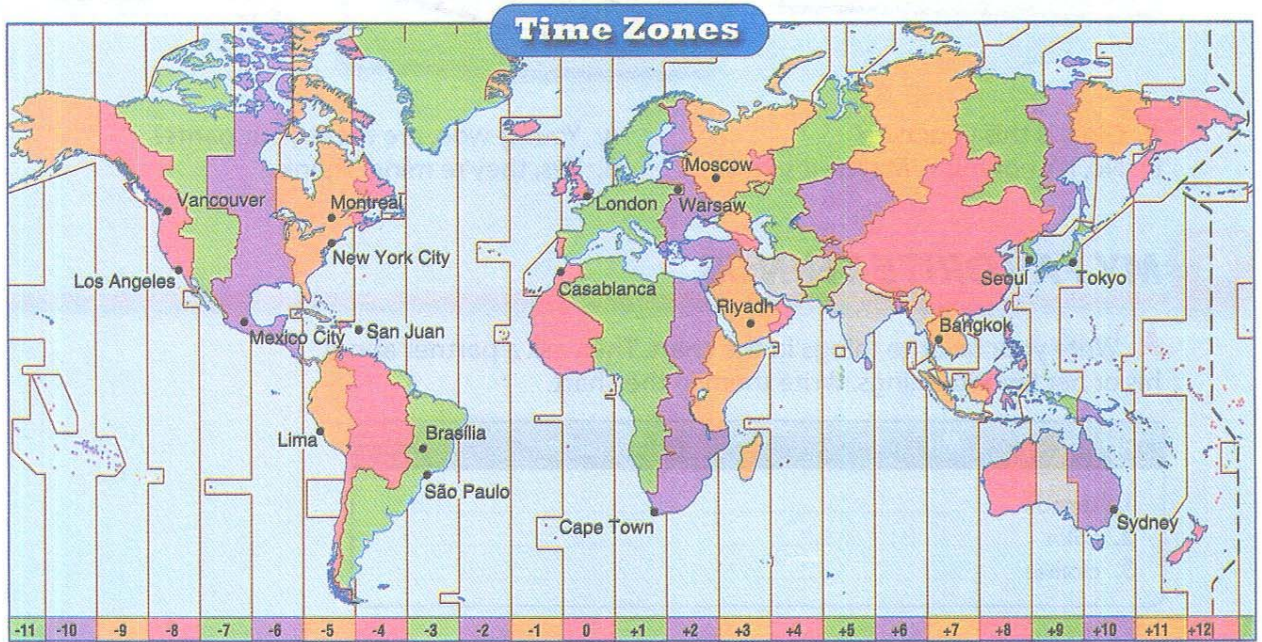 Time Zones
Moscow
Vancouver
Montreal
London
Warsaw
New York City
Los Angeles
Casablanca
Seoul
Tokyo
Riyadh
Mexico City
San Juan
Bangkok
Lima
Brasília
São Paulo
Cape Town
Sydney
-11 -10 -9 -8 -7 -6 -5 -4 -3 -2 -1 0 +1 +2 +3 +4 +5 +6 +7 +8 +9 +10 +11 +12